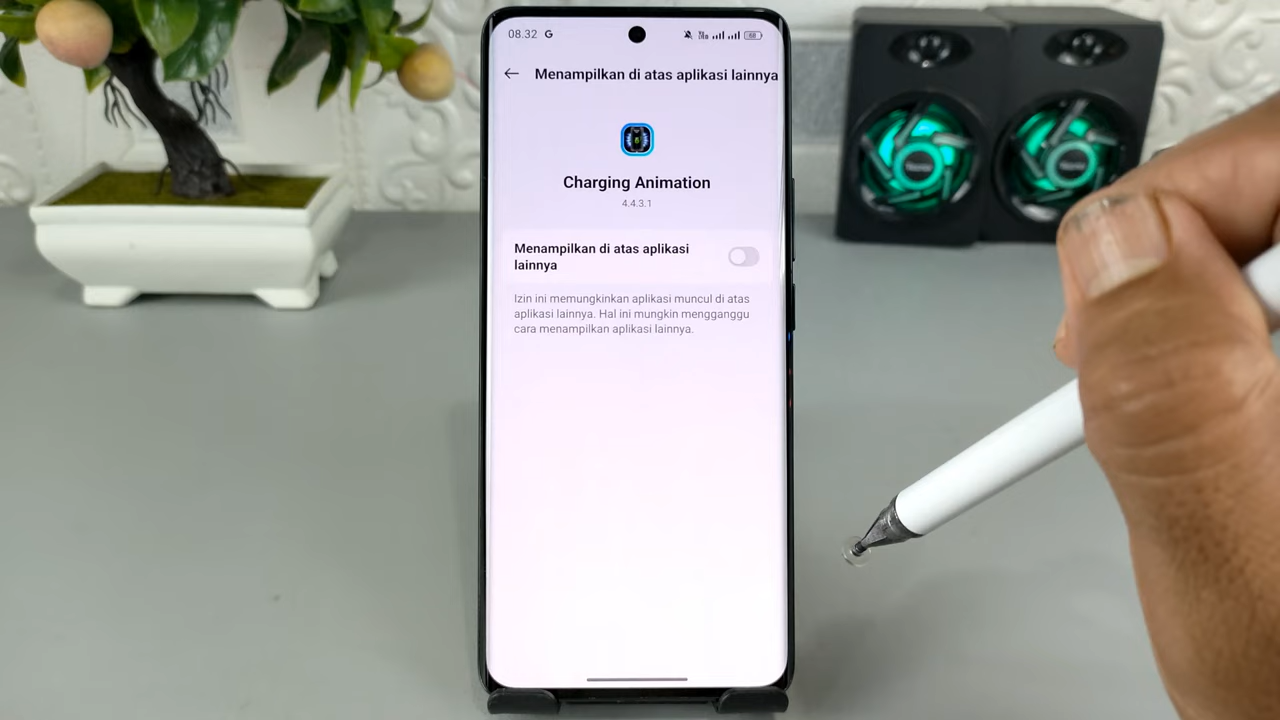 08.32 G
68
Menampilkan di atas aplikasi lainnya
Charging Animation
4.4.3.1
Menampilkan di atas aplikasi
lainnya
Izin ini memungkinkan aplikasi muncul di atas
aplikasi lainnya. Hal ini mungkin mengganggu
cara menampilkan aplikasi lainnya.